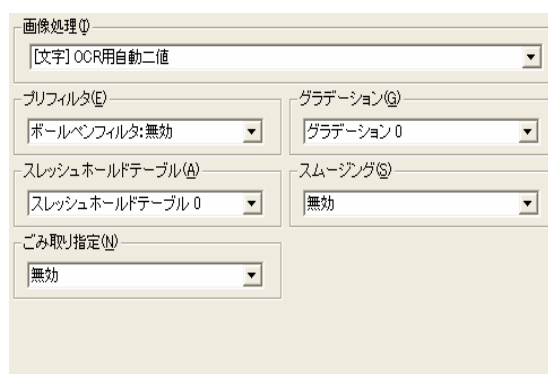 画像処理(I)
[文字] OCR用自動二値
プリフィルタ(E)
グラデーション(G)
ボールペンフィルタ:無効
グラデーション 0
スレッシュホールドテーブル(A)
スムージング(S)
スレッシュホールドテーブル 0
無効
ごみ取り指定(N)
無効